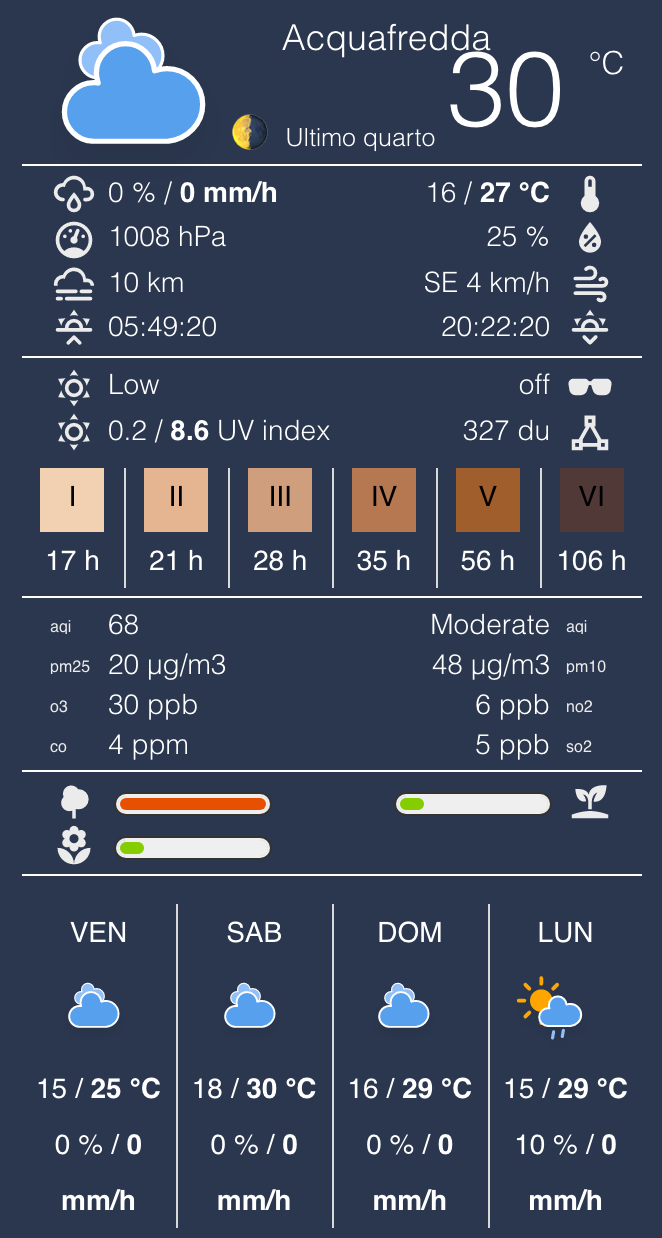 Acquafredda
30 °C
Ultimo quarto
0 % / 0 mm/h 16 / 27 °C
1008 hPa 25 %
10 km SE 4 km/h
05:49:20 20:22:20
Low off
0.2 / 8.6 UV index 327 du
I II III IV V VI
17 h 21 h 28 h 35 h 56 h 106 h
aqi 68 Moderate aqi
pm25 20 µg/m3 48 µg/m3 pm10
o3 30 ppb 6 ppb no2
co 4 ppm 5 ppb so2
VEN SAB DOM LUN
15 / 25 °C 18 / 30 °C 16 / 29 °C 15 / 29 °C
0 % / 0 0 % / 0 0 % / 0 10 % / 0
mm/h mm/h mm/h mm/h